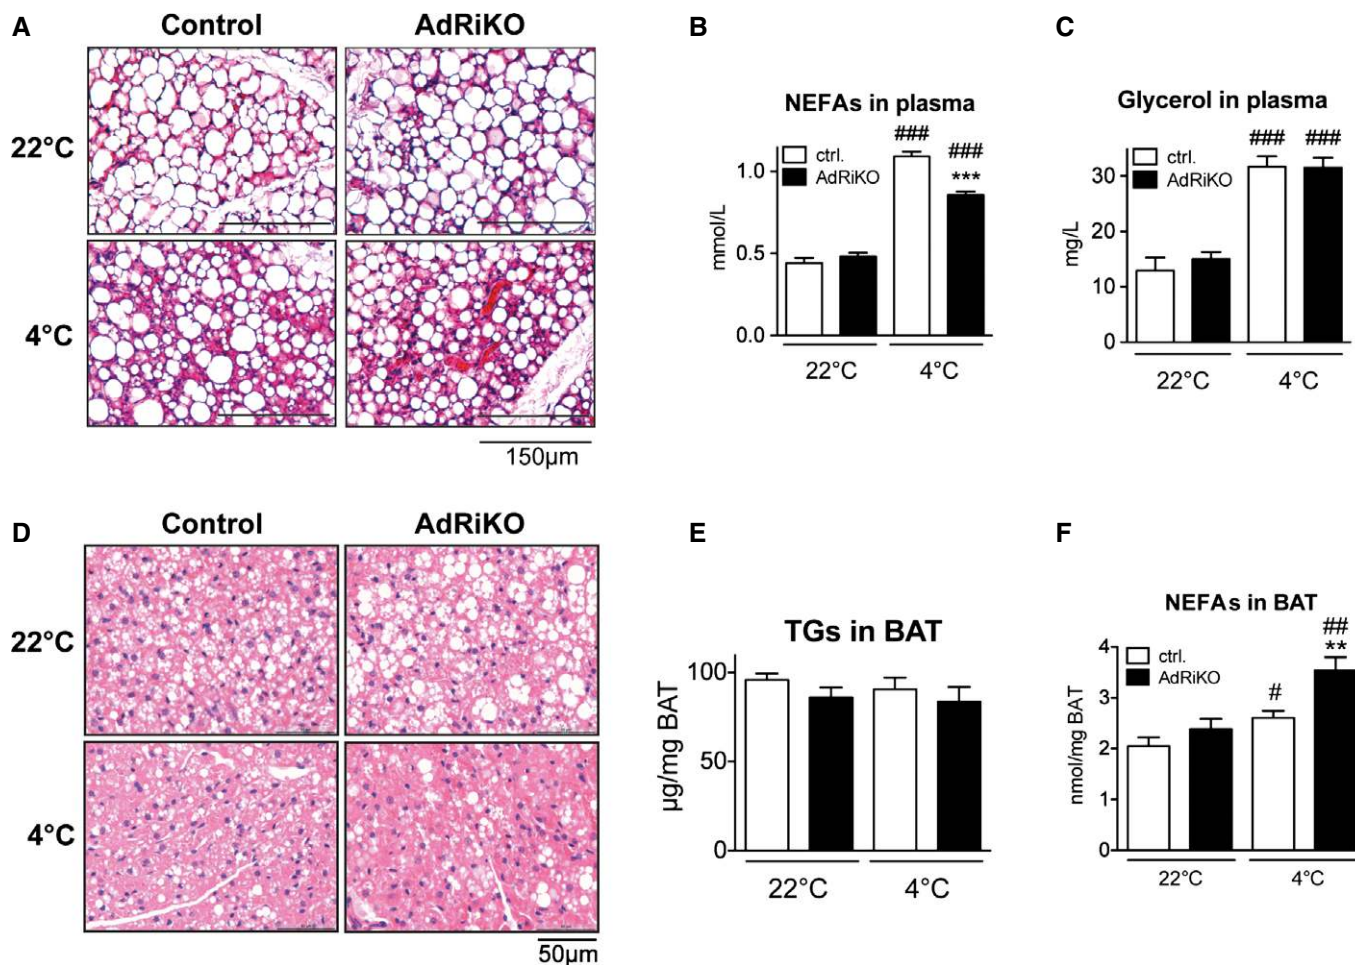 A
Control
AdRiKO
22°C
4°C
150µm
B
NEFAs in plasma
###
###
***
ctrl.
AdRiKO
1.0
0.5
0.0
mmol/L
22°C
4°C
C
Glycerol in plasma
### ###
ctrl.
AdRiKO
30
20
10
0
mg/L
22°C
4°C
D
Control
AdRiKO
22°C
4°C
50µm
E
TGs in BAT
100
50
0
µg/mg BAT
22°C
4°C
F
NEFAs in BAT
##
**
#
ctrl.
AdRiKO
4
3
2
1
0
nmol/mg BAT
22°C
4°C